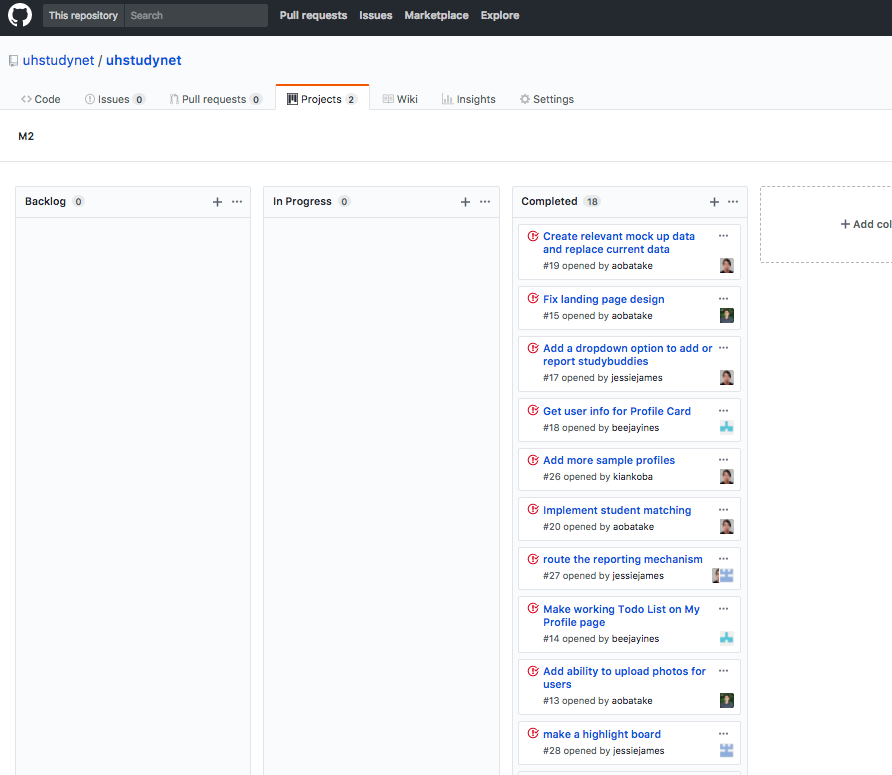 This repository Search Pull requests Issues Marketplace Explore
uhstudynet / uhstudynet
Code Issues 0 Pull requests 0 Projects 2 Wiki Insights Settings
M2
Backlog 0
In Progress 0
Completed 18
Create relevant mock up data
and replace current data
#19 opened by aobatake
Fix landing page design
#15 opened by aobatake
Add a dropdown option to add or
report studybuddies
#17 opened by jessiejames
Get user info for Profile Card
#18 opened by beejayines
Add more sample profiles
#26 opened by kiankoba
Implement student matching
#20 opened by aobatake
route the reporting mechanism
#27 opened by jessiejames
Make working Todo List on My
Profile page
#14 opened by beejayines
Add ability to upload photos for
users
#13 opened by aobatake
make a highlight board
#28 opened by jessiejames
+ Add col